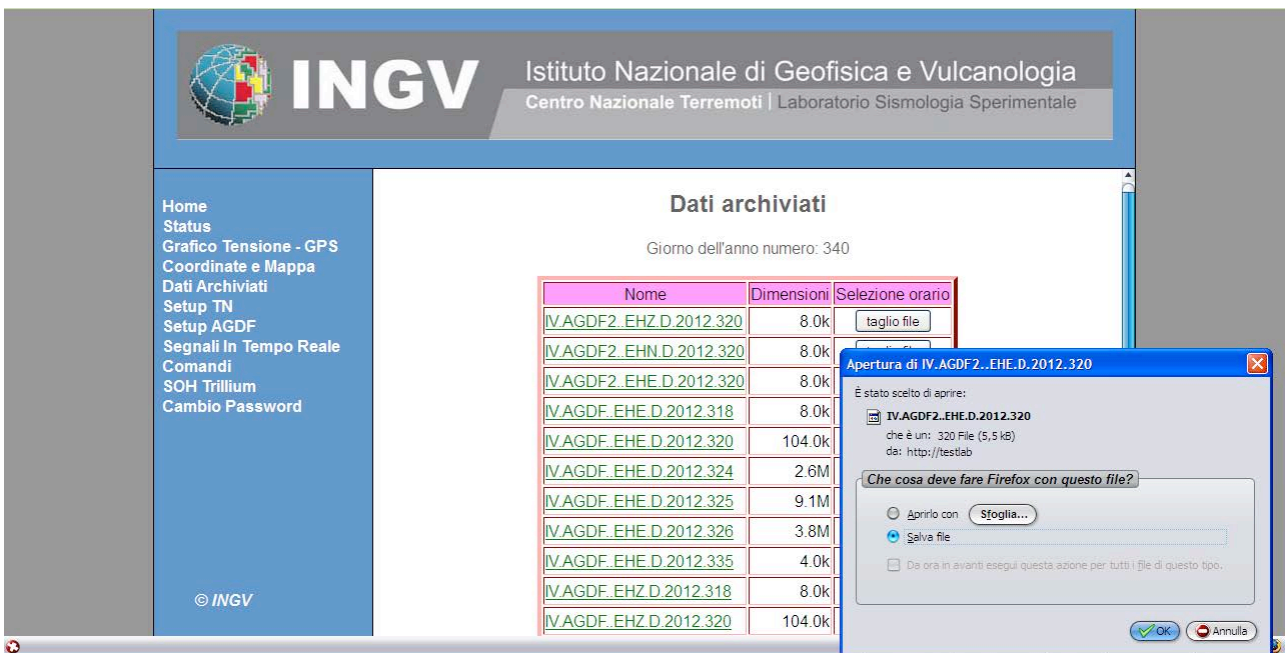 INGV
Istituto Nazionale di Geofisica e Vulcanologia
Centro Nazionale Terremoti | Laboratorio Sismologia Sperimentale
Home
Status
Grafico Tensione - GPS
Coordinate e Mappa
Dati Archiviati
Setup TN
Setup AGDF
Segnali In Tempo Reale
Comandi
SOH Trillium
Cambio Password
© INGV
Dati archiviati
Giorno dell'anno numero: 340
Nome Dimensioni Selezione orario
IV.AGDF2..EHZ.D.2012.320 8.0k taglio file
IV.AGDF2..EHN.D.2012.320 8.0k
IV.AGDF2..EHE.D.2012.320 8.0k
IV.AGDF..EHE.D.2012.318 8.0k
IV.AGDF..EHE.D.2012.320 104.0k
IV.AGDF..EHE.D.2012.324 2.6M
IV.AGDF..EHE.D.2012.325 9.1M
IV.AGDF..EHE.D.2012.326 3.8M
IV.AGDF..EHE.D.2012.335 4.0k
IV.AGDF..EHZ.D.2012.318 8.0k
IV.AGDF..EHZ.D.2012.320 104.0k
Apertura di IV.AGDF2..EHE.D.2012.320
È stato scelto di aprire:
IV.AGDF2..EHE.D.2012.320
che è un: 320 File (5,5 kB)
da: http://testlab
Che cosa deve fare Firefox con questo file?
Aprirlo con Sfoglia...
Salva file
Da ora in avanti esegui questa azione per tutti i file di questo tipo.
OK Annulla